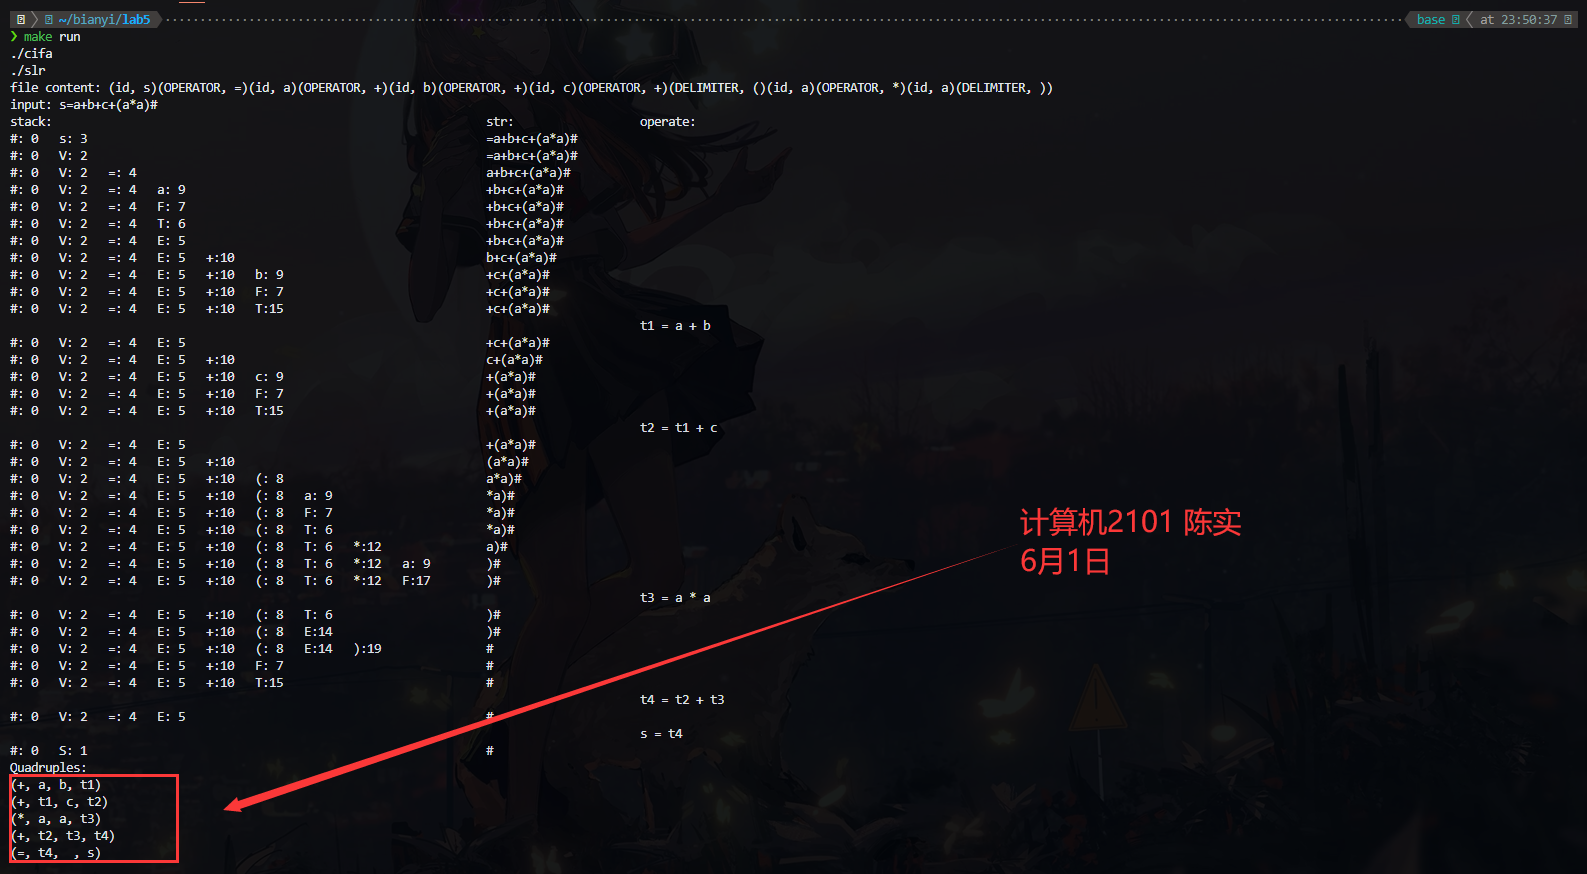 ~/bianyi/lab5 base at 23:50:37
❯ make run
./cifa
./slr
file content: (id, s)(OPERATOR, =)(id, a)(OPERATOR, +)(id, b)(OPERATOR, +)(id, c)(OPERATOR, +)(DELIMITER, ()(id, a)(OPERATOR, *)(id, a)(DELIMITER, ))
input: s=a+b+c+(a*a)#
stack: str: operate:
#: 0 s: 3 =a+b+c+(a*a)#
#: 0 V: 2 =a+b+c+(a*a)#
#: 0 V: 2 =: 4 a+b+c+(a*a)#
#: 0 V: 2 =: 4 a: 9 +b+c+(a*a)#
#: 0 V: 2 =: 4 F: 7 +b+c+(a*a)#
#: 0 V: 2 =: 4 T: 6 +b+c+(a*a)#
#: 0 V: 2 =: 4 E: 5 +b+c+(a*a)#
#: 0 V: 2 =: 4 E: 5 +:10 b+c+(a*a)#
#: 0 V: 2 =: 4 E: 5 +:10 b: 9 +c+(a*a)#
#: 0 V: 2 =: 4 E: 5 +:10 F: 7 +c+(a*a)#
#: 0 V: 2 =: 4 E: 5 +:10 T:15 +c+(a*a)#
t1 = a + b
#: 0 V: 2 =: 4 E: 5 +c+(a*a)#
#: 0 V: 2 =: 4 E: 5 +:10 c+(a*a)#
#: 0 V: 2 =: 4 E: 5 +:10 c: 9 +(a*a)#
#: 0 V: 2 =: 4 E: 5 +:10 F: 7 +(a*a)#
#: 0 V: 2 =: 4 E: 5 +:10 T:15 +(a*a)#
t2 = t1 + c
#: 0 V: 2 =: 4 E: 5 +(a*a)#
#: 0 V: 2 =: 4 E: 5 +:10 (a*a)#
#: 0 V: 2 =: 4 E: 5 +:10 (: 8 a*a)#
#: 0 V: 2 =: 4 E: 5 +:10 (: 8 a: 9 *a)#
#: 0 V: 2 =: 4 E: 5 +:10 (: 8 F: 7 *a)#
#: 0 V: 2 =: 4 E: 5 +:10 (: 8 T: 6 *a)#
#: 0 V: 2 =: 4 E: 5 +:10 (: 8 T: 6 *:12 a)#
#: 0 V: 2 =: 4 E: 5 +:10 (: 8 T: 6 *:12 a: 9 )#
#: 0 V: 2 =: 4 E: 5 +:10 (: 8 T: 6 *:12 F:17 )#
t3 = a * a
#: 0 V: 2 =: 4 E: 5 +:10 (: 8 T: 6 )#
#: 0 V: 2 =: 4 E: 5 +:10 (: 8 E:14 )#
#: 0 V: 2 =: 4 E: 5 +:10 (: 8 E:14 ):19 #
#: 0 V: 2 =: 4 E: 5 +:10 F: 7 #
#: 0 V: 2 =: 4 E: 5 +:10 T:15 #
t4 = t2 + t3
#: 0 V: 2 =: 4 E: 5 #
s = t4
#: 0 S: 1 #
Quadruples:
(+, a, b, t1)
(+, t1, c, t2)
(*, a, a, t3)
(+, t2, t3, t4)
(=, t4, , s)
计算机2101 陈实
6月1日